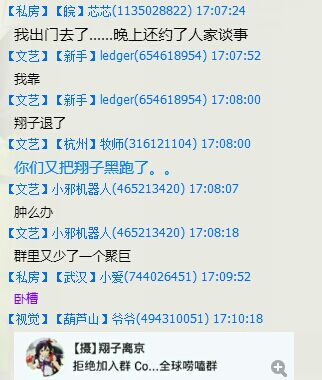 【私房】【皖】芯芯(1135028822) 17:07:24
我出门去了......晚上还约了人家谈事
【文艺】【新手】ledger(654618954) 17:07:52
我靠
【文艺】【新手】ledger(654618954) 17:08:00
翔子退了
【文艺】【杭州】牧师(316121104) 17:08:00
你们又把翔子黑跑了。。
【文艺】小邪机器人(465213420) 17:08:07
肿么办
【文艺】小邪机器人(465213420) 17:08:18
群里又少了一个聚巨
【私房】【武汉】小爱(744026451) 17:09:52
卧槽
【视觉】【葫芦山】爷爷(494310051) 17:10:18
【摄】翔子离京
拒绝加入群 Co...全球唠嗑群